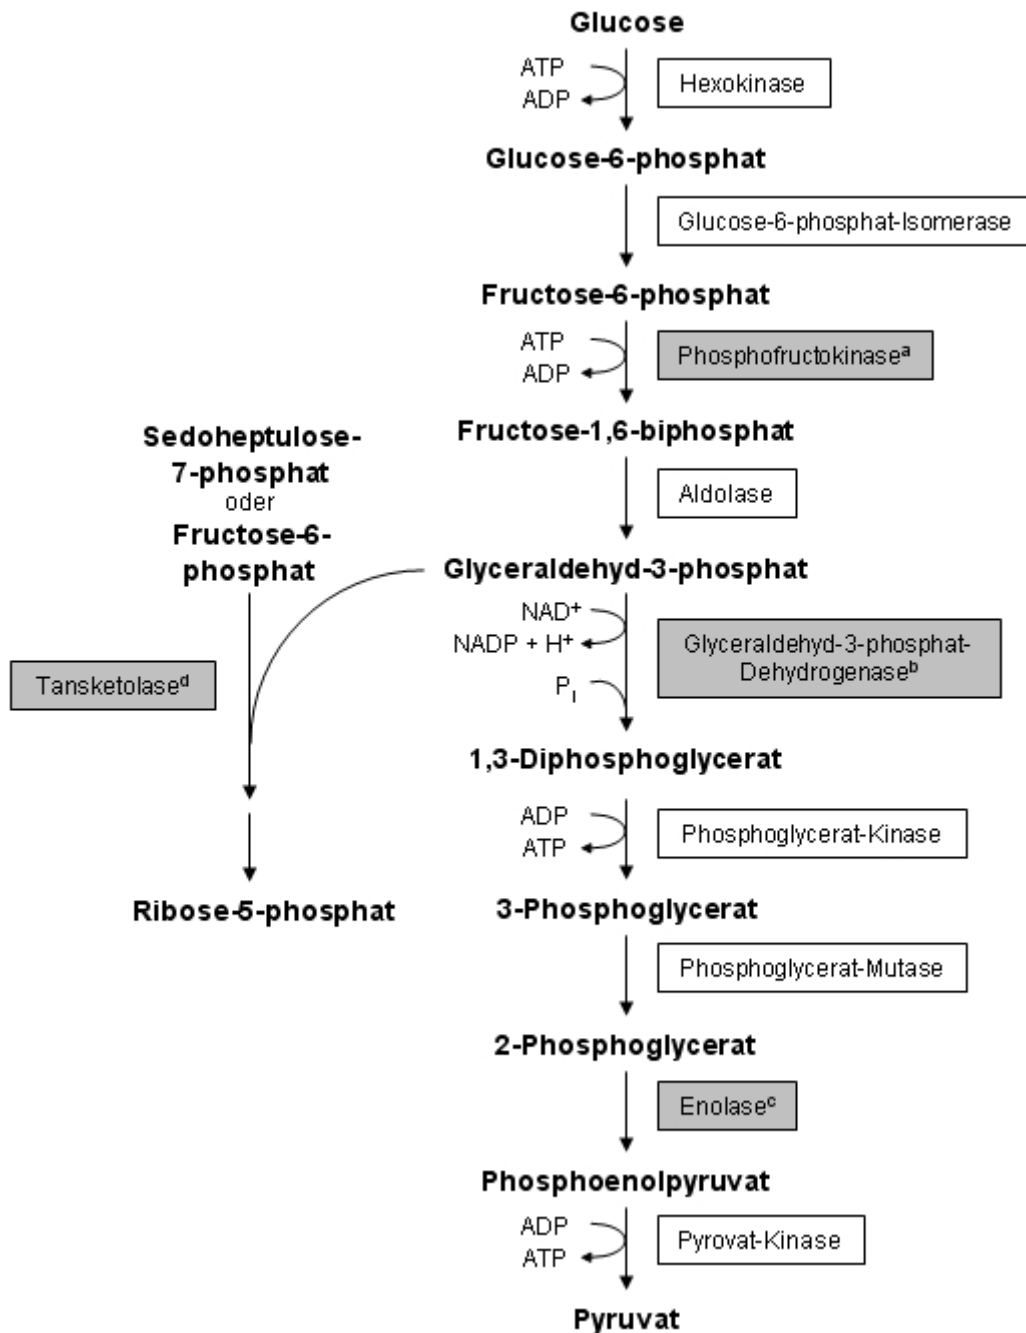 Glucose
ATP
ADP
Hexokinase
Glucose-6-phosphat
Glucose-6-phosphat-Isomerase
Fructose-6-phosphat
ATP
ADP
Phosphofructokinaseᵃ
Fructose-1,6-biphosphat
Aldolase
Sedoheptulose-
7-phosphat
oder
Fructose-6-
phosphat
Glyceraldehyd-3-phosphat
NAD⁺
NADP + H⁺
Pᵢ
Glyceraldehyd-3-phosphat-
Dehydrogenaseᵇ
Tansketolaseᵈ
1,3-Diphosphoglycerat
ADP
ATP
Phosphoglycerat-Kinase
Ribose-5-phosphat
3-Phosphoglycerat
Phosphoglycerat-Mutase
2-Phosphoglycerat
Enolaseᶜ
Phosphoenolpyruvat
ADP
ATP
Pyrovat-Kinase
Pyruvat